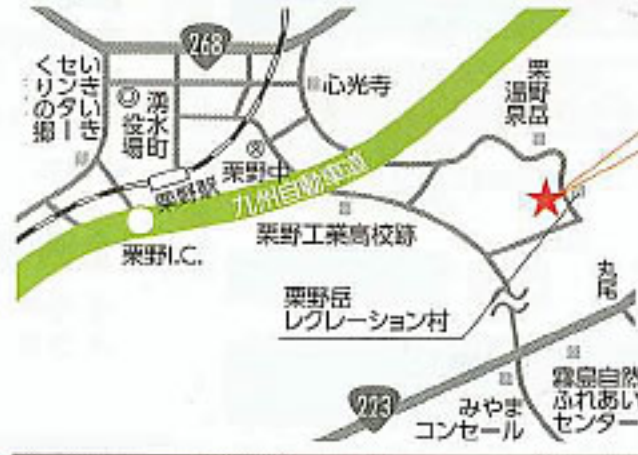 268
いきいき
センター
くりの郷
湧水町
役場
心光寺
栗野岳
温泉
栗野中
栗野駅
九州自動車道
栗野I.C.
栗野工業高校跡
栗野岳
レクレーション村
丸尾
223
みやま
コンセール
霧島自然
ふれあい
センター